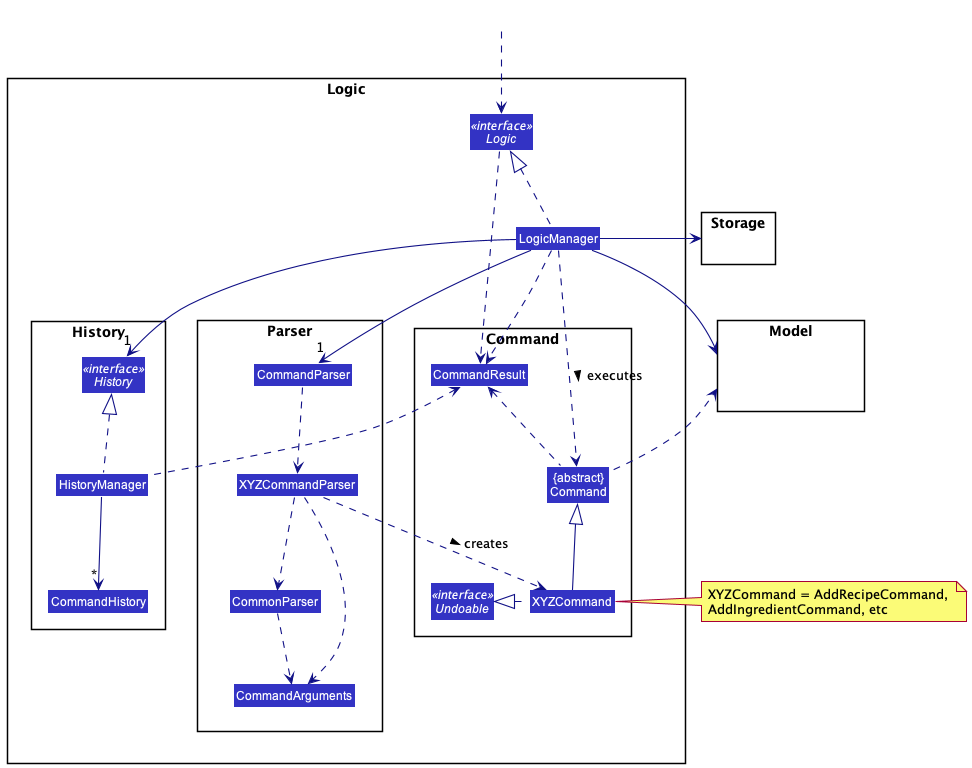 Logic
«interface»
Logic
LogicManager
Storage
History
1
«interface»
History
HistoryManager
*
CommandHistory
Parser
1
CommandParser
XYZCommandParser
CommonParser
CommandArguments
Command
CommandResult
executes
{abstract}
Command
creates
«interface»
Undoable
XYZCommand
Model
XYZCommand = AddRecipeCommand,
AddIngredientCommand, etc